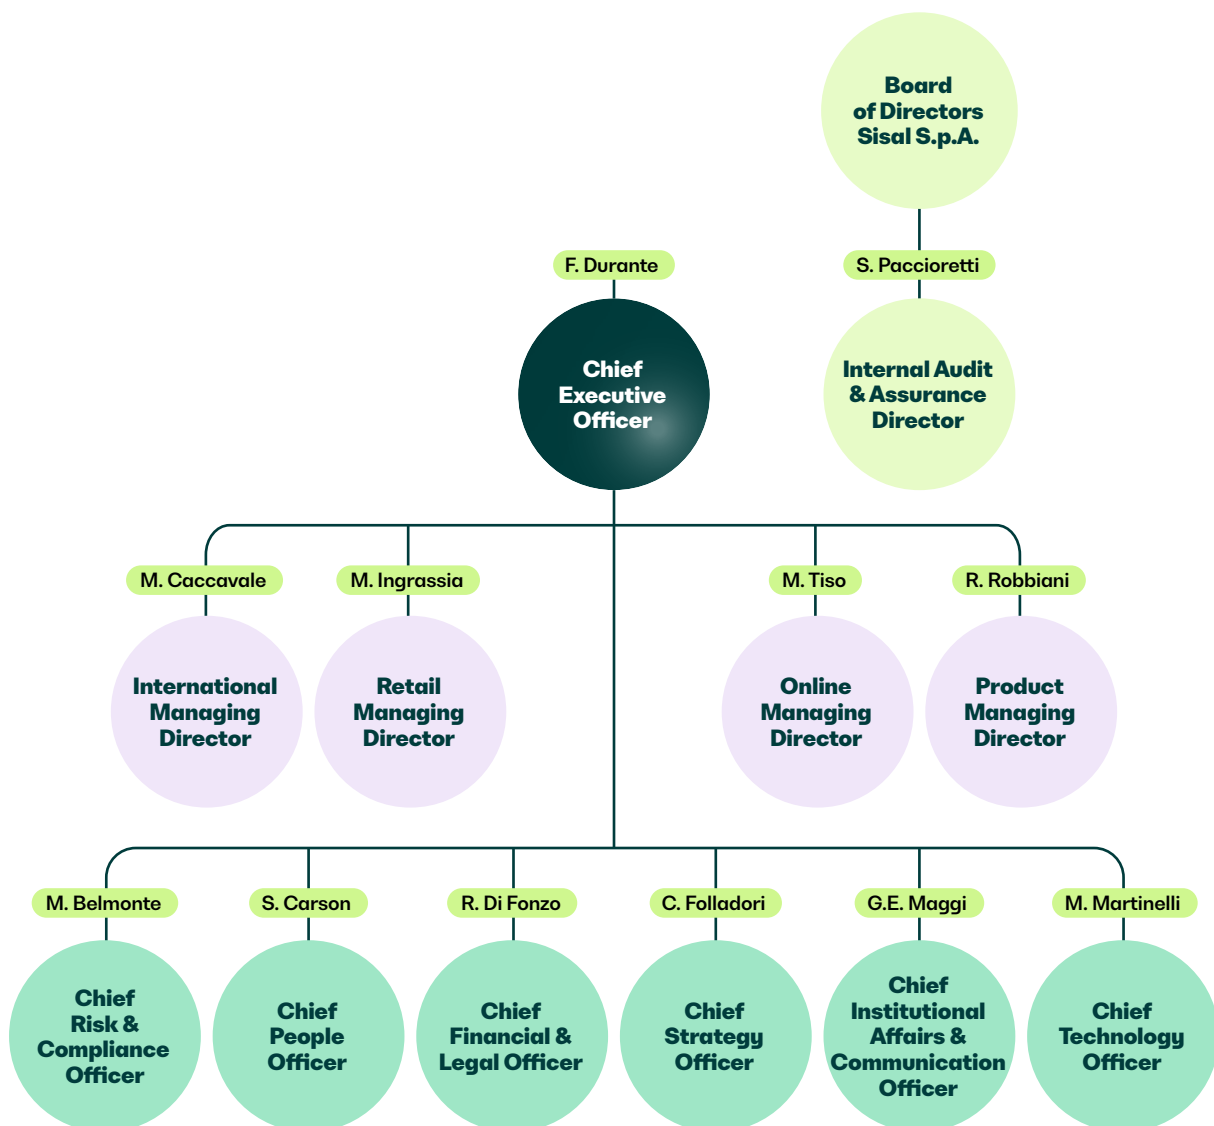 Board
of Directors
Sisal S.p.A.
F. Durante
S. Paccioretti
Chief
Executive
Officer
Internal Audit
& Assurance
Director
M. Caccavale
M. Ingrassia
M. Tiso
R. Robbiani
International
Managing
Director
Retail
Managing
Director
Online
Managing
Director
Product
Managing
Director
M. Belmonte
S. Carson
R. Di Fonzo
C. Folladori
G.E. Maggi
M. Martinelli
Chief
Risk &
Compliance
Officer
Chief
People
Officer
Chief
Financial &
Legal Officer
Chief
Strategy
Officer
Chief
Institutional
Affairs &
Communication
Officer
Chief
Technology
Officer